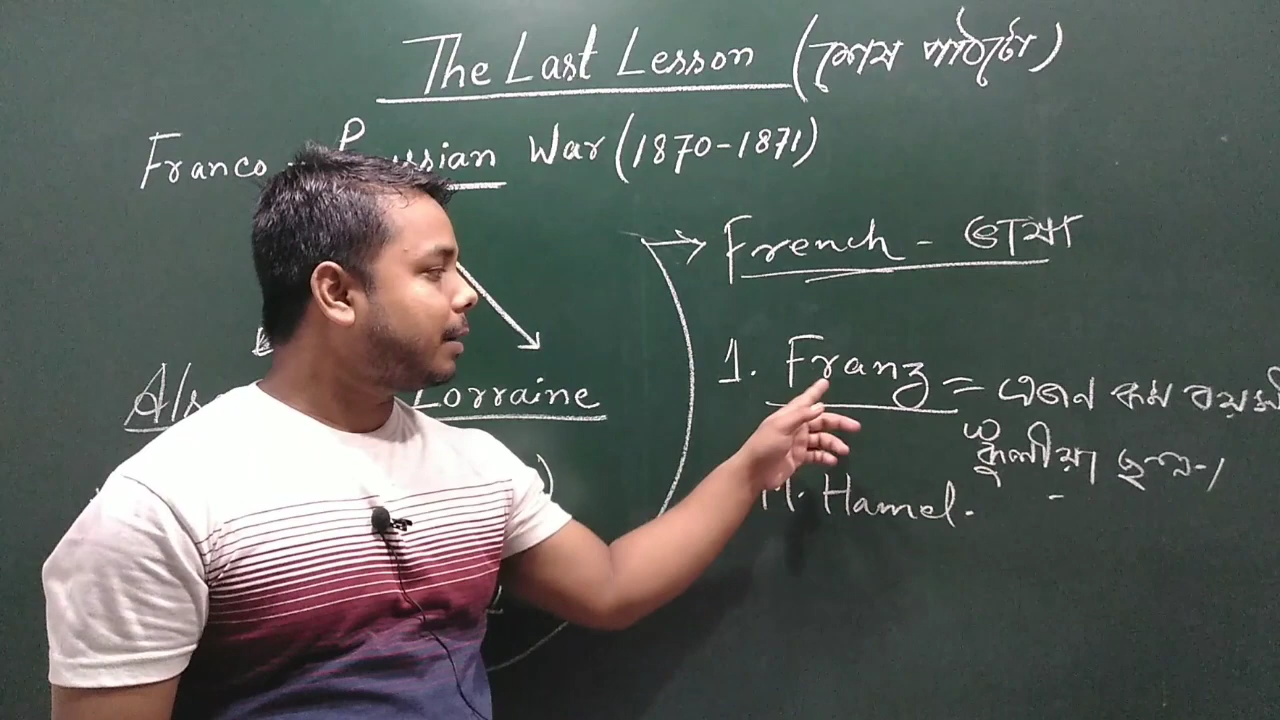 The Last Lesson (শেষ পাঠটো)
Franco - Prussian War (1870-1871)
French - ভাষা
Lorraine
1. Franz = এজন কম বয়সীয়া
স্কুলীয়া ছাত্ৰ।
M. Hamel.